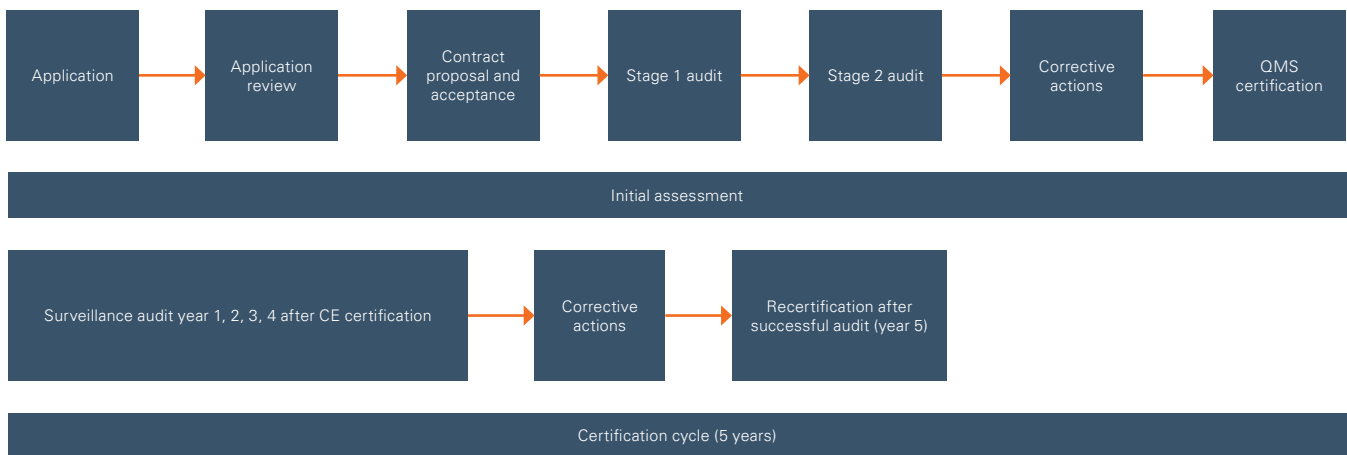 Application
Application
review
Contract
proposal and
acceptance
Stage 1 audit
Stage 2 audit
Corrective
actions
QMS
certification
Initial assessment
Surveillance audit year 1, 2, 3, 4 after CE certification
Corrective
actions
Recertification after
successful audit (year 5)
Certification cycle (5 years)